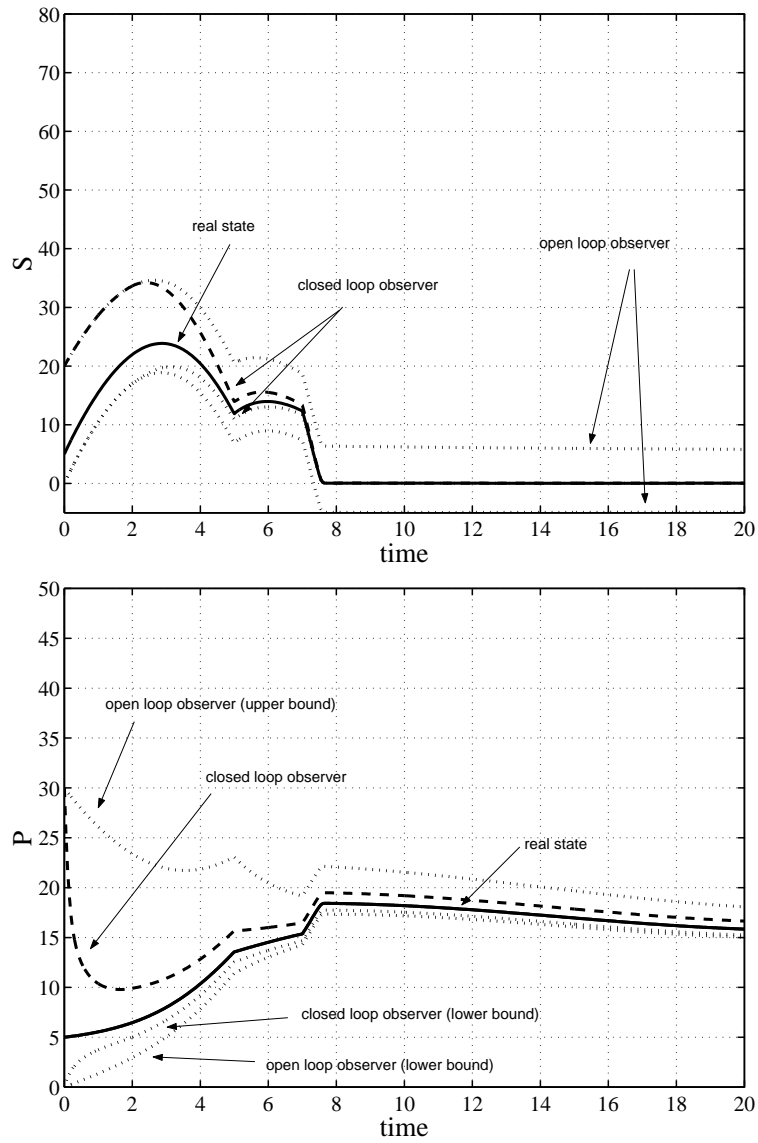 80
70
60
50
40
30
20
10
0
S
real state
open loop observer
closed loop observer
0 2 4 6 8 10 12 14 16 18 20
time
50
45
40
35
30
25
20
15
10
5
0
P
open loop observer (upper bound)
closed loop observer
real state
closed loop observer (lower bound)
open loop observer (lower bound)
0 2 4 6 8 10 12 14 16 18 20
time